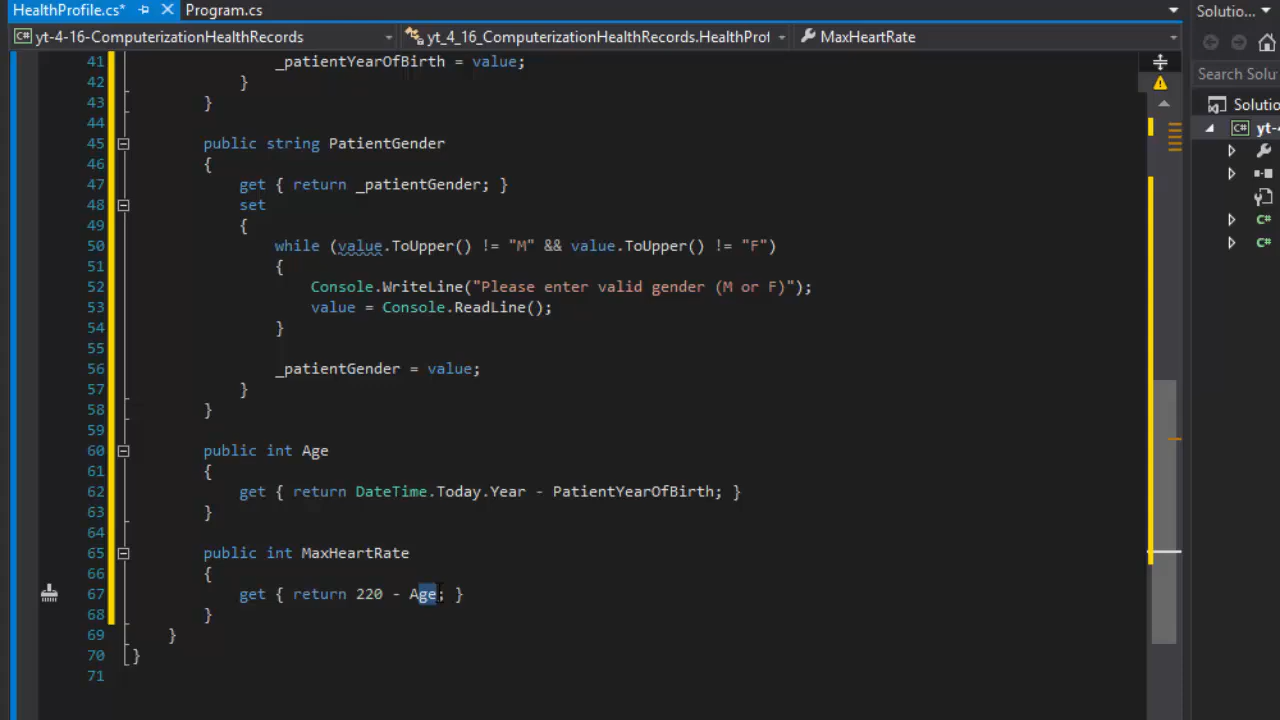 HealthProfile.cs* Program.cs Solutio...
yt-4-16-ComputerizationHealthRecords yt_4_16_ComputerizationHealthRecords.HealthProf MaxHeartRate
Search Solu
Solutio
yt-
41 _patientYearOfBirth = value;
42 }
43 }
44
45 public string PatientGender
46 {
47 get { return _patientGender; }
48 set
49 {
50 while (value.ToUpper() != "M" && value.ToUpper() != "F")
51 {
52 Console.WriteLine("Please enter valid gender (M or F)");
53 value = Console.ReadLine();
54 }
55
56 _patientGender = value;
57 }
58 }
59
60 public int Age
61 {
62 get { return DateTime.Today.Year - PatientYearOfBirth; }
63 }
64
65 public int MaxHeartRate
66 {
67 get { return 220 - Age; }
68 }
69 }
70 }
71